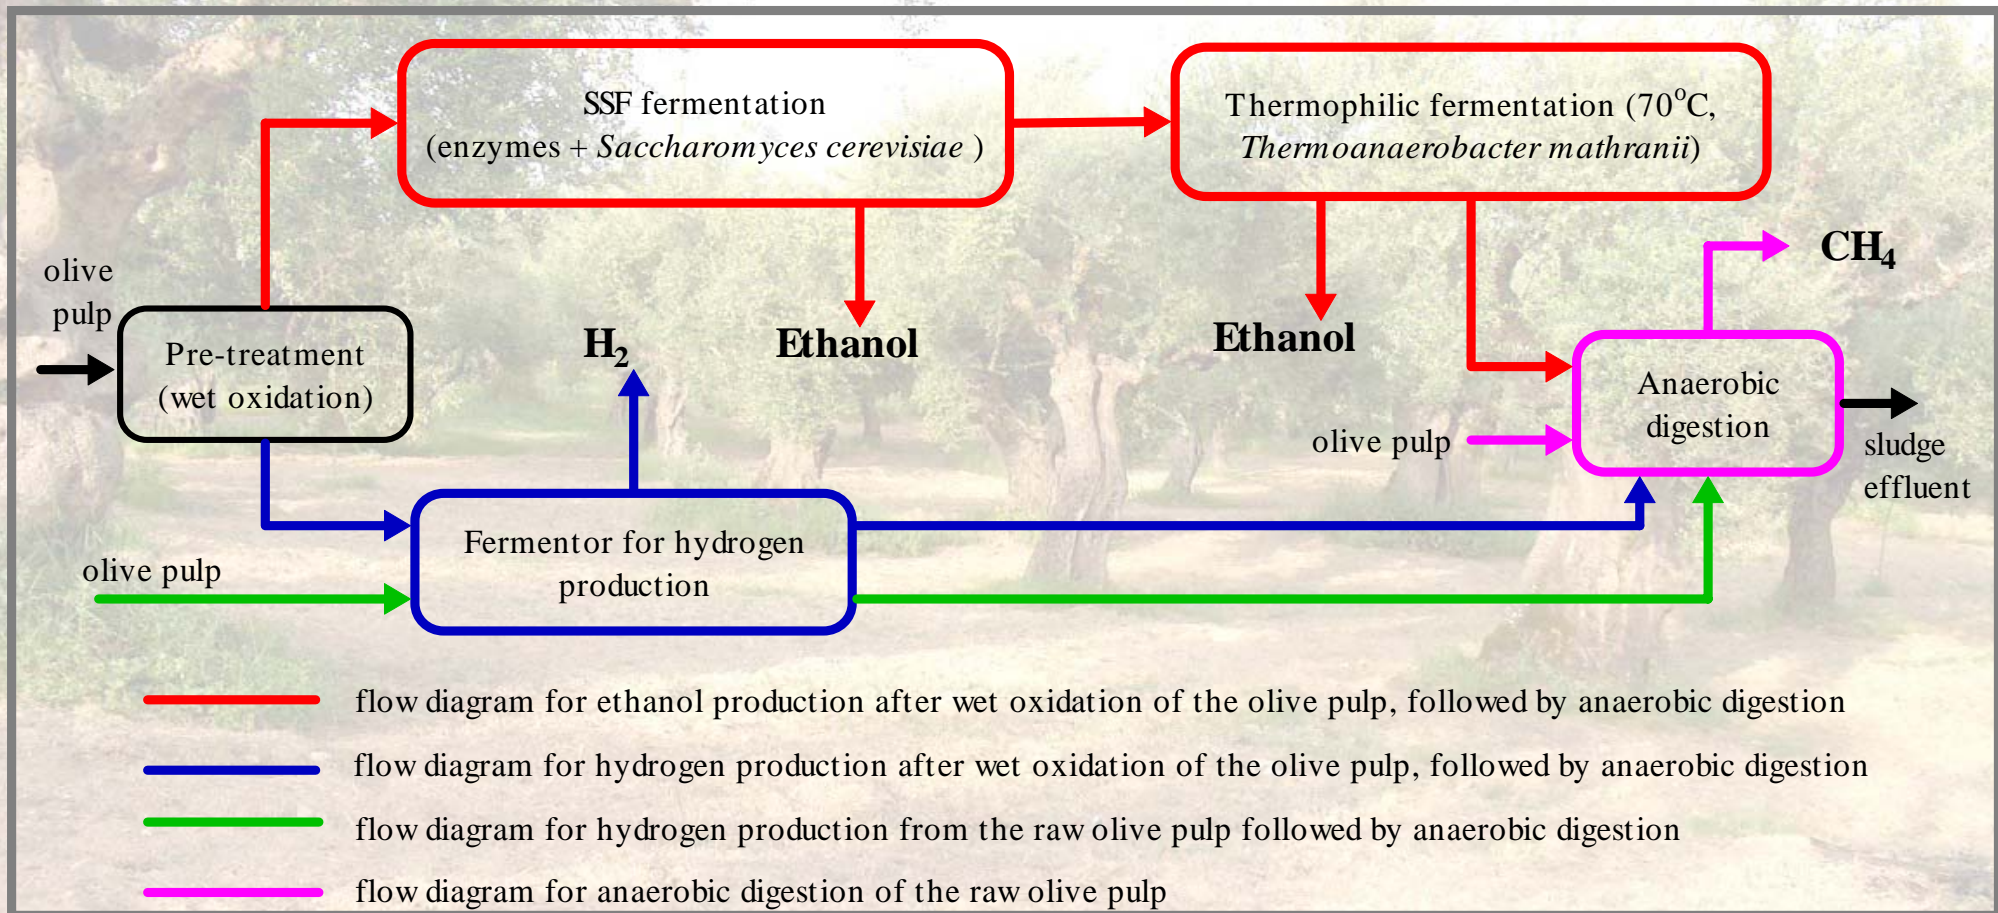 SSF fermentation
(enzymes + Saccharomyces cerevisiae )
Thermophilic fermentation (70°C,
Thermoanaerobacter mathranii)
olive
pulp
Pre-treatment
(wet oxidation)
H2
Ethanol
Ethanol
CH4
Anaerobic
digestion
olive pulp
sludge
effluent
Fermentor for hydrogen
production
olive pulp
flow diagram for ethanol production after wet oxidation of the olive pulp, followed by anaerobic digestion
flow diagram for hydrogen production after wet oxidation of the olive pulp, followed by anaerobic digestion
flow diagram for hydrogen production from the raw olive pulp followed by anaerobic digestion
flow diagram for anaerobic digestion of the raw olive pulp